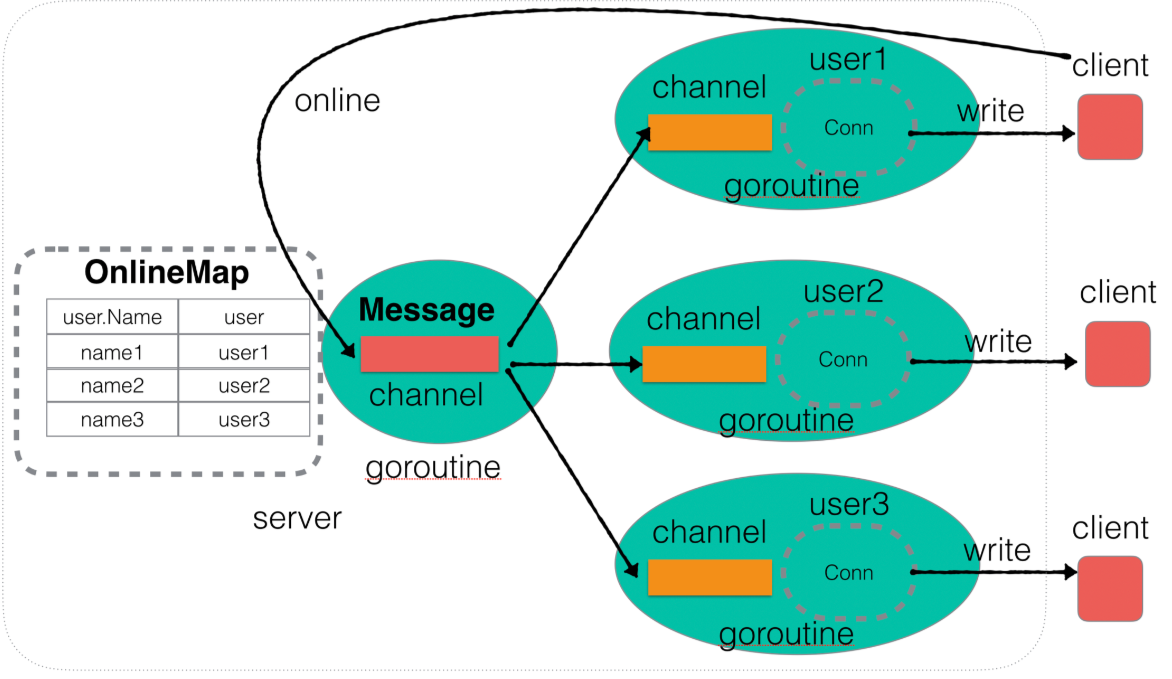 online
user1
channel
Conn
goroutine
write
client
OnlineMap
user.Name user
name1 user1
name2 user2
name3 user3
Message
channel
goroutine
server
user2
channel
Conn
goroutine
write
client
user3
channel
Conn
goroutine
write
client